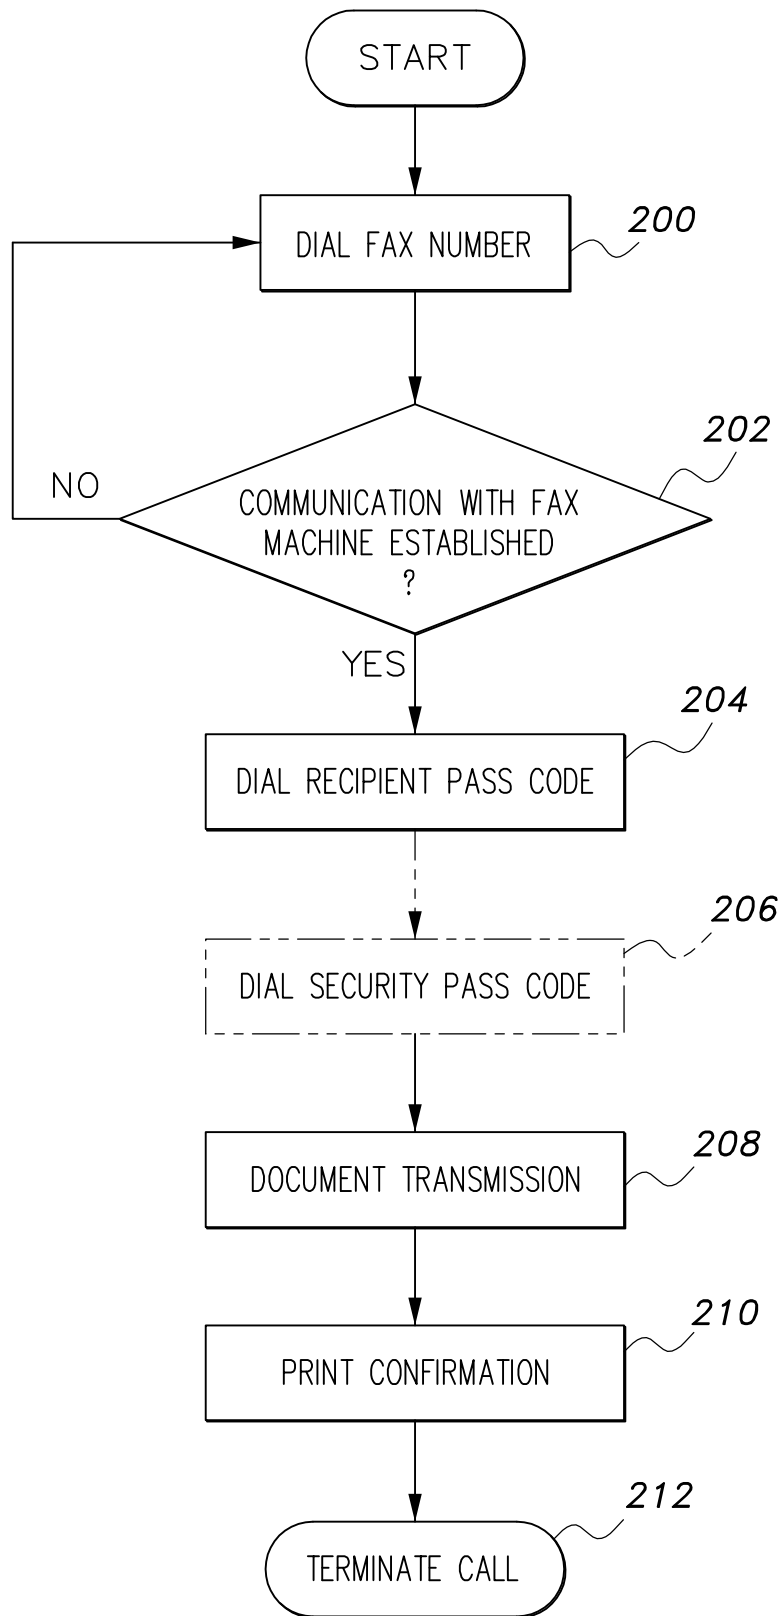 START
DIAL FAX NUMBER
200
COMMUNICATION WITH FAX
MACHINE ESTABLISHED
?
202
NO
YES
DIAL RECIPIENT PASS CODE
204
DIAL SECURITY PASS CODE
206
DOCUMENT TRANSMISSION
208
PRINT CONFIRMATION
210
TERMINATE CALL
212